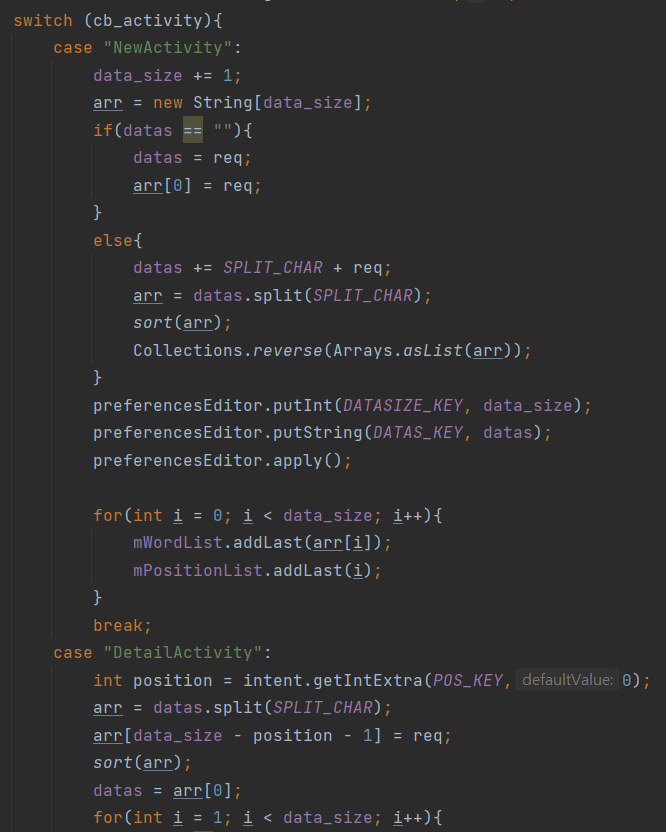 switch (cb_activity){
case "NewActivity":
data_size += 1;
arr = new String[data_size];
if(datas == ""){
datas = req;
arr[0] = req;
}
else{
datas += SPLIT_CHAR + req;
arr = datas.split(SPLIT_CHAR);
sort(arr);
Collections.reverse(Arrays.asList(arr));
}
preferencesEditor.putInt(DATASIZE_KEY, data_size);
preferencesEditor.putString(DATAS_KEY, datas);
preferencesEditor.apply();
for(int i = 0; i < data_size; i++){
mWordList.addLast(arr[i]);
mPositionList.addLast(i);
}
break;
case "DetailActivity":
int position = intent.getIntExtra(POS_KEY, defaultValue: 0);
arr = datas.split(SPLIT_CHAR);
arr[data_size - position - 1] = req;
sort(arr);
datas = arr[0];
for(int i = 1; i < data_size; i++){